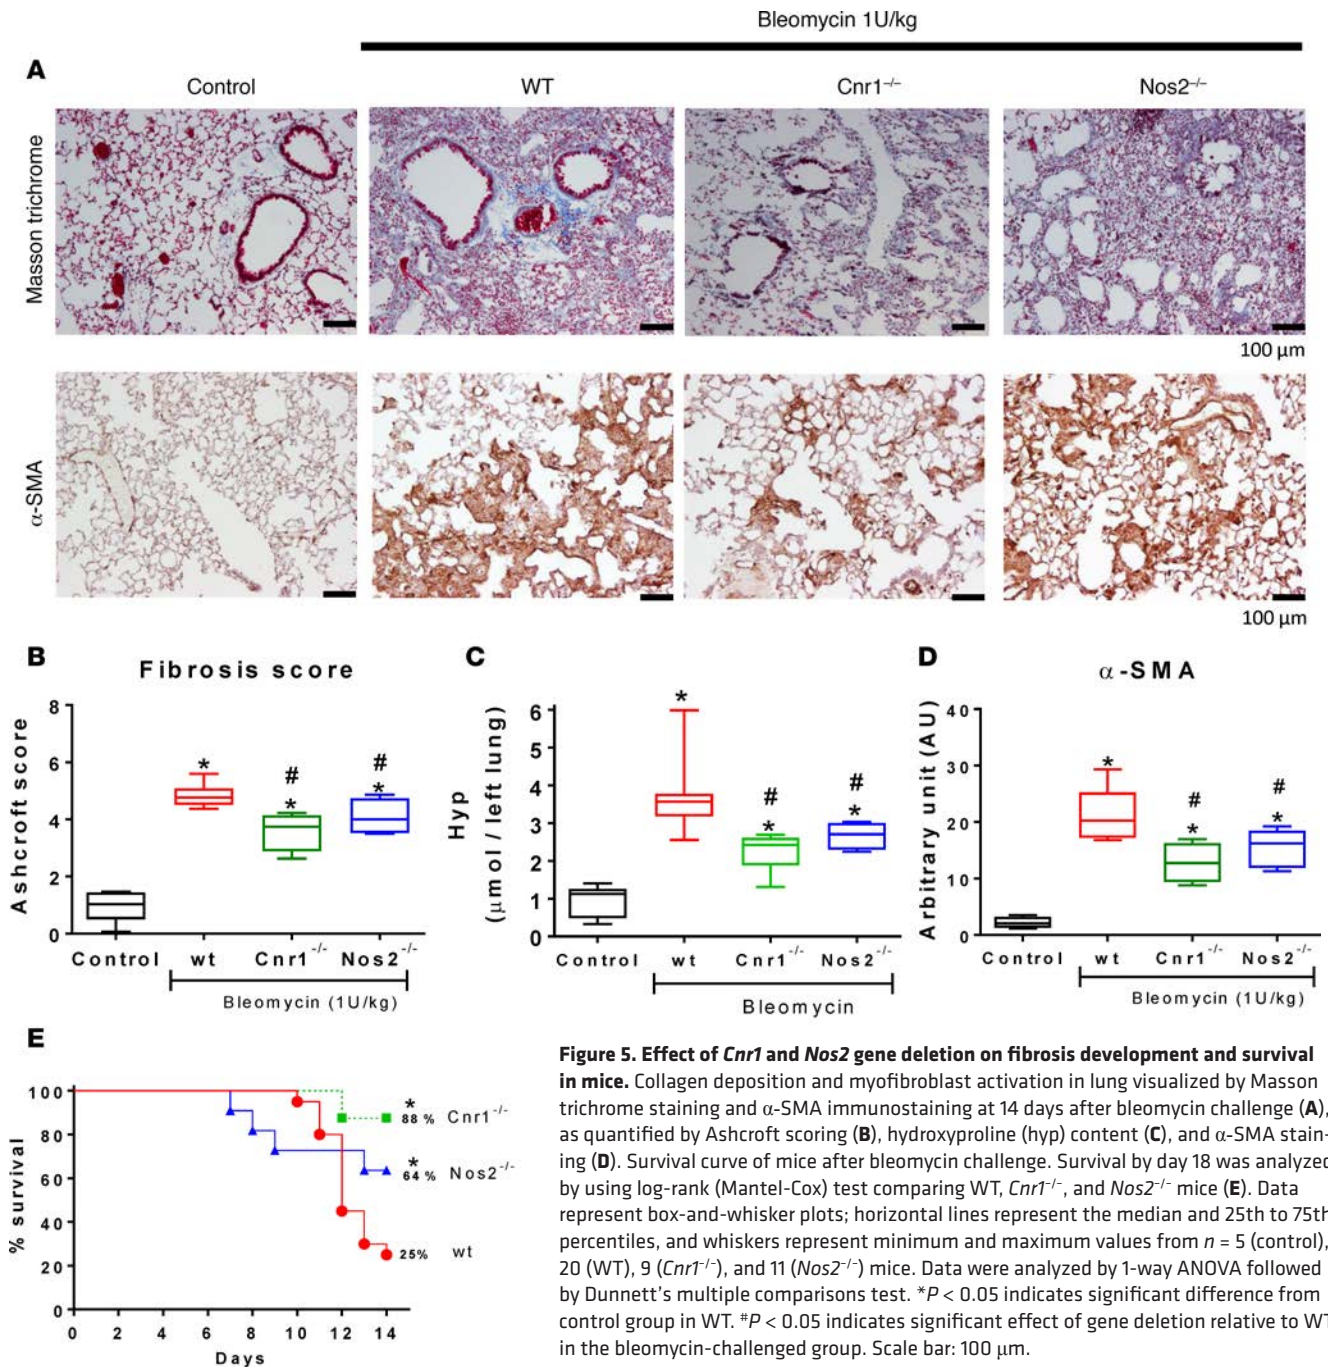 Bleomycin 1U/kg
A
Control WT Cnr1⁻/⁻ Nos2⁻/⁻
Masson trichrome
100 µm
α-SMA
100 µm
B Fibrosis score
Ashcroft score
8
6
4
2
0
* # * # *
Control wt Cnr1⁻/⁻ Nos2⁻/⁻
Bleomycin (1U/kg)
C
Hyp
(µmol / left lung)
6
5
4
3
2
1
0
* # * # *
Control wt Cnr1⁻/⁻ Nos2⁻/⁻
Bleomycin
D α-SMA
Arbitrary unit (AU)
40
30
20
10
0
* # * # *
Control wt Cnr1⁻/⁻ Nos2⁻/⁻
Bleomycin (1U/kg)
E
% survival
100
80
60
40
20
0
* 88 % Cnr1⁻/⁻
* 64 % Nos2⁻/⁻
25% wt
0 2 4 6 8 10 12 14
Days
Figure 5. Effect of Cnr1 and Nos2 gene deletion on fibrosis development and survival
in mice. Collagen deposition and myofibroblast activation in lung visualized by Masson
trichrome staining and α-SMA immunostaining at 14 days after bleomycin challenge (A),
as quantified by Ashcroft scoring (B), hydroxyproline (hyp) content (C), and α-SMA stain-
ing (D). Survival curve of mice after bleomycin challenge. Survival by day 18 was analyzed
by using log-rank (Mantel-Cox) test comparing WT, Cnr1⁻/⁻, and Nos2⁻/⁻ mice (E). Data
represent box-and-whisker plots; horizontal lines represent the median and 25th to 75th
percentiles, and whiskers represent minimum and maximum values from n = 5 (control),
20 (WT), 9 (Cnr1⁻/⁻), and 11 (Nos2⁻/⁻) mice. Data were analyzed by 1-way ANOVA followed
by Dunnett's multiple comparisons test. *P < 0.05 indicates significant difference from
control group in WT. #P < 0.05 indicates significant effect of gene deletion relative to WT
in the bleomycin-challenged group. Scale bar: 100 µm.